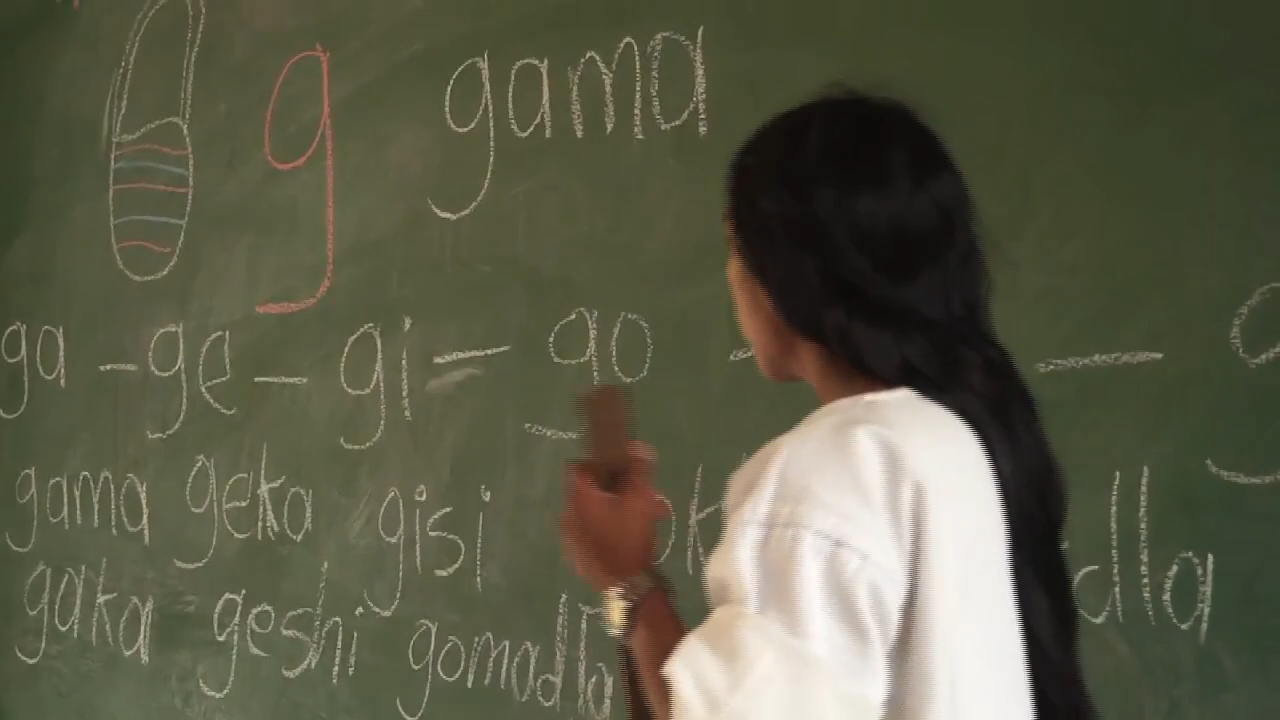 g gama
ga - ge - gi - go - -
gama geka gisi
gaka geshi gomadla